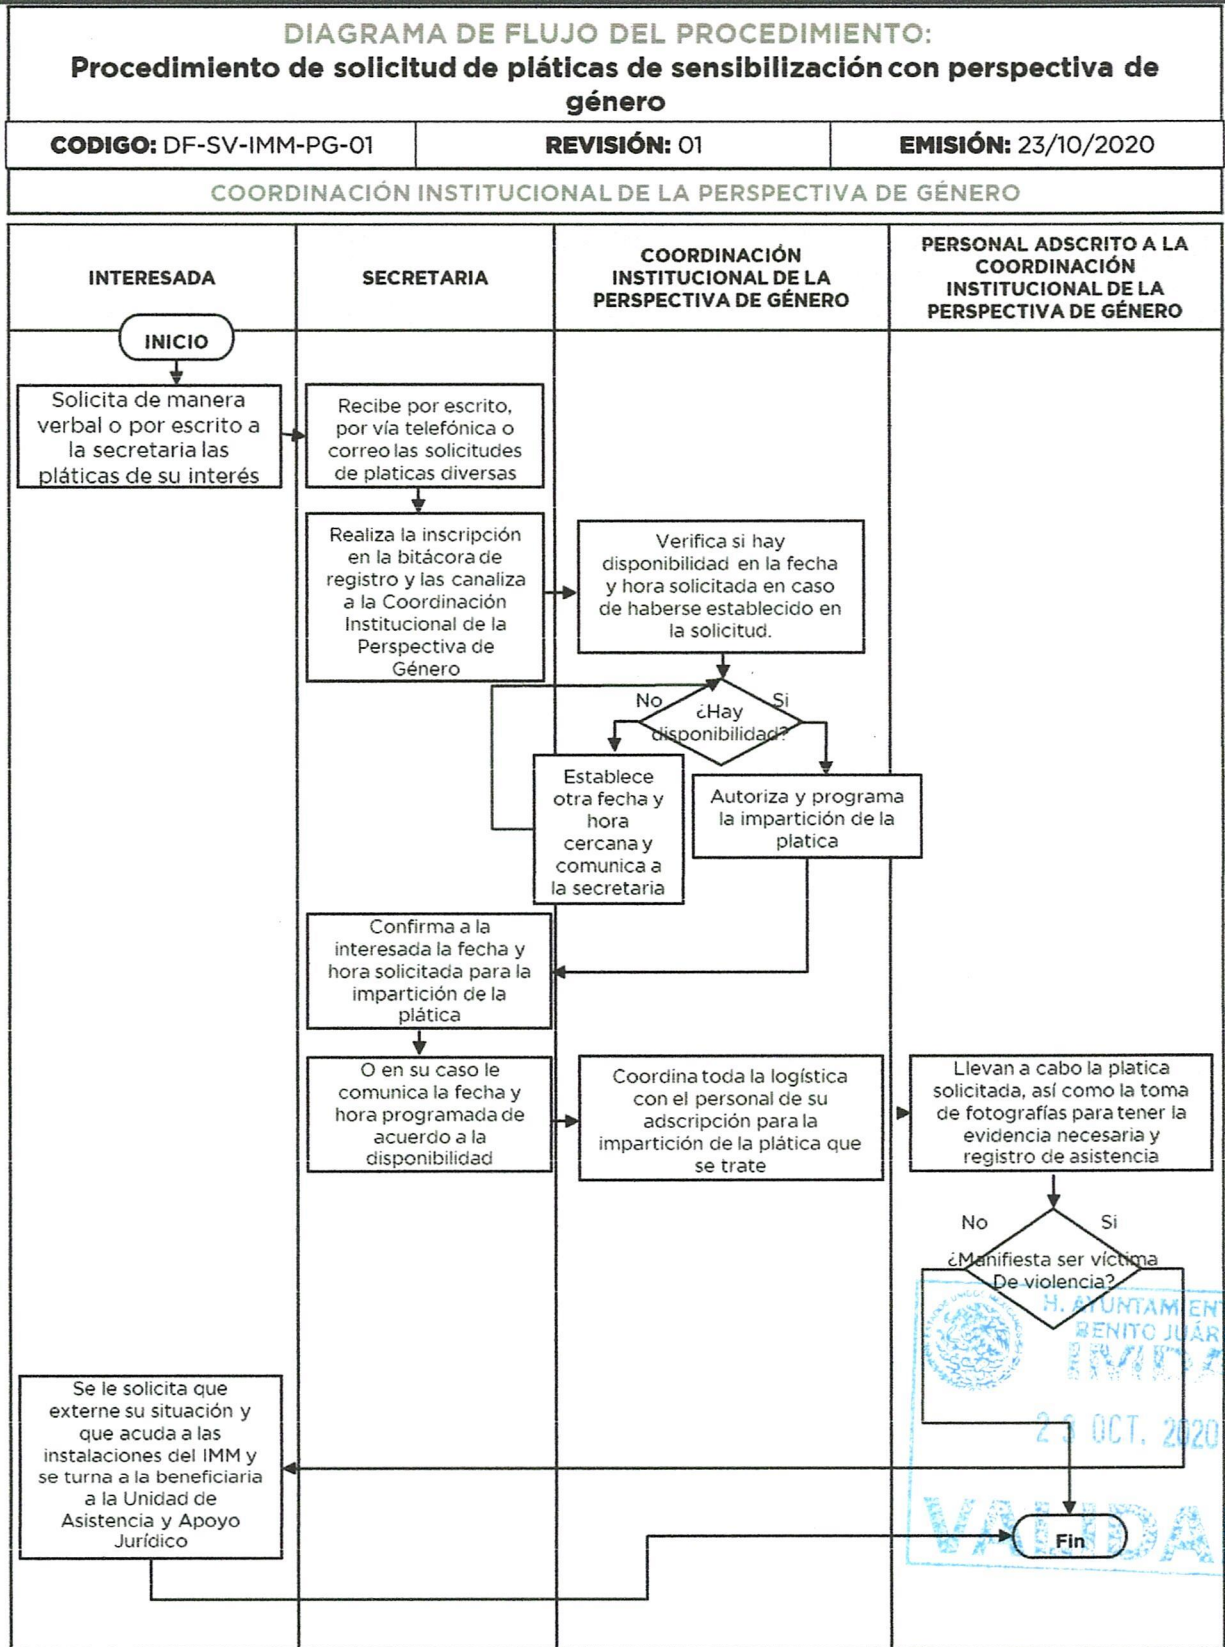 DIAGRAMA DE FLUJO DEL PROCEDIMIENTO:
Procedimiento de solicitud de pláticas de sensibilización con perspectiva de
género
CODIGO: DF-SV-IMM-PG-01
REVISIÓN: 01
EMISIÓN: 23/10/2020
COORDINACIÓN INSTITUCIONAL DE LA PERSPECTIVA DE GÉNERO
INTERESADA
SECRETARIA
COORDINACIÓN
INSTITUCIONAL DE LA
PERSPECTIVA DE GÉNERO
PERSONAL ADSCRITO A LA
COORDINACIÓN
INSTITUCIONAL DE LA
PERSPECTIVA DE GÉNERO
INICIO
Solicita de manera
verbal o por escrito a
la secretaria las
pláticas de su interés
Recibe por escrito,
por vía telefónica o
correo las solicitudes
de platicas diversas
Realiza la inscripción
en la bitácora de
registro y las canaliza
a la Coordinación
Institucional de la
Perspectiva de
Género
Verifica si hay
disponibilidad en la fecha
y hora solicitada en caso
de haberse establecido en
la solicitud.
No
Si
¿Hay
disponibilidad?
Establece
otra fecha y
hora
cercana y
comunica a
la secretaria
Autoriza y programa
la impartición de la
platica
Confirma a la
interesada la fecha y
hora solicitada para la
impartición de la
plática
O en su caso le
comunica la fecha y
hora programada de
acuerdo a la
disponibilidad
Coordina toda la logística
con el personal de su
adscripción para la
impartición de la plática que
se trate
Llevan a cabo la platica
solicitada, así como la toma
de fotografías para tener la
evidencia necesaria y
registro de asistencia
No
Si
¿Manifiesta ser víctima
De violencia?
H. AYUNTAMIENT
BENITO JUÁR
OCT. 2020
VALIDA
Se le solicita que
externe su situación y
que acuda a las
instalaciones del IMM y
se turna a la beneficiaria
a la Unidad de
Asistencia y Apoyo
Jurídico
Fin